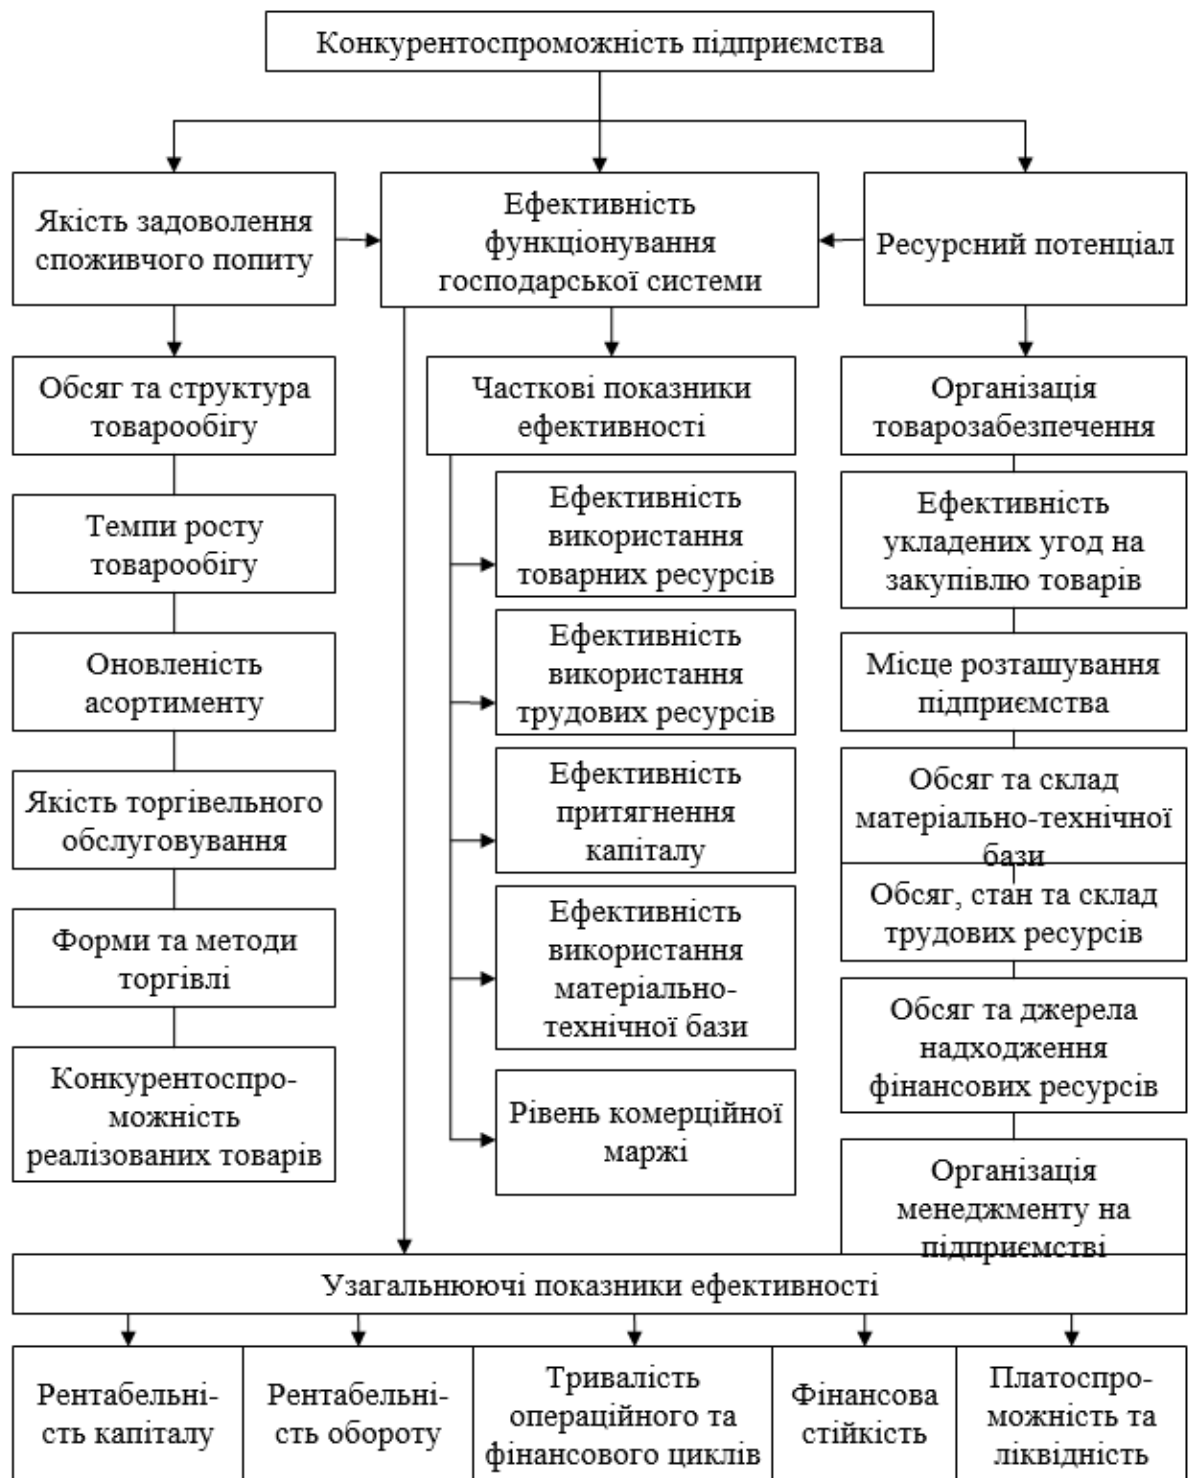 Конкурентоспроможність підприємства
Якість задоволення
споживчого попиту
Ефективність
функціонування
господарської системи
Ресурсний потенціал
Обсяг та структура
товарообігу
Темпи росту
товарообігу
Оновленість
асортименту
Якість торгівельного
обслуговування
Форми та методи
торгівлі
Конкурентоспро-
можність
реалізованих товарів
Часткові показники
ефективності
Ефективність
використання
товарних ресурсів
Ефективність
використання
трудових ресурсів
Ефективність
притягнення
капіталу
Ефективність
використання
матеріально-
технічної бази
Рівень комерційної
маржі
Організація
товарозабезпечення
Ефективність
укладених угод на
закупівлю товарів
Місце розташування
підприємства
Обсяг та склад
матеріально-технічної
бази
Обсяг, стан та склад
трудових ресурсів
Обсяг та джерела
надходження
фінансових ресурсів
Організація
менеджменту на
підприємстві
Узагальнюючі показники ефективності
Рентабельні-
сть капіталу
Рентабельні-
сть обороту
Тривалість
операційного та
фінансового циклів
Фінансова
стійкість
Платоспро-
можність та
ліквідність